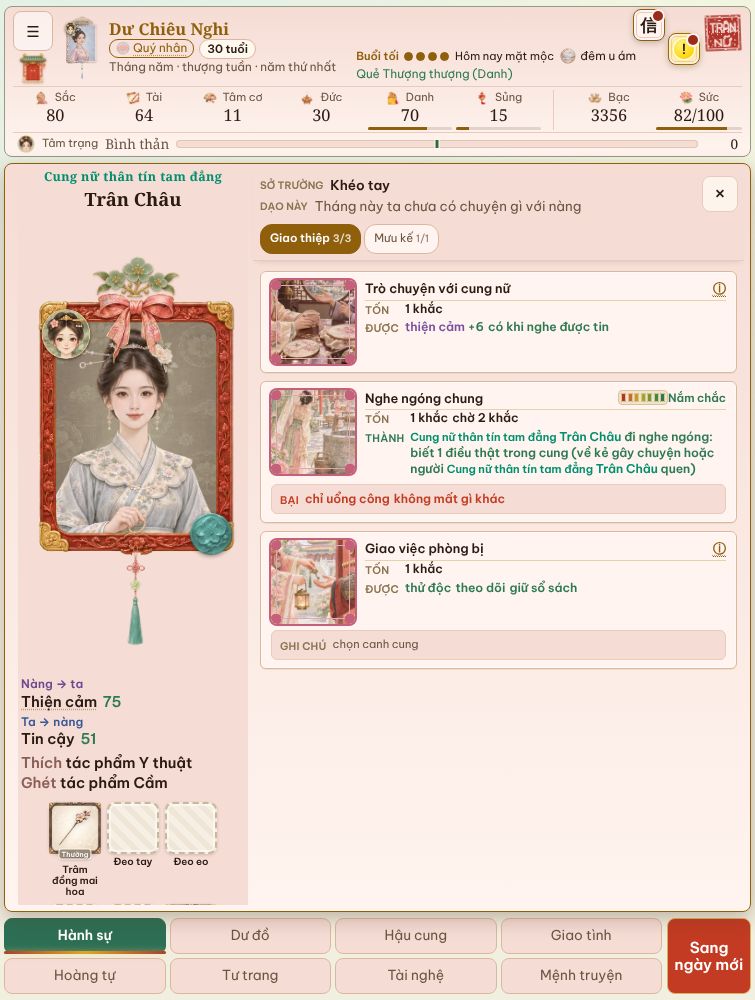 ☰
Dư Chiêu Nghi
Quý nhân 30 tuổi
Tháng năm · thượng tuần · năm thứ nhất
Buổi tối Hôm nay mặt mộc đêm u ám
Quẻ Thượng thượng (Danh)
信
!
TRÂN NỮ
Sắc
80
Tài
64
Tâm cơ
11
Đức
30
Danh
70
Sủng
15
Bạc
3356
Sức
82/100
Tâm trạng Bình thản 0
Cung nữ thân tín tam đẳng
Trân Châu
Nàng → ta
Thiện cảm 75
Ta → nàng
Tin cậy 51
Thích tác phẩm Y thuật
Ghét tác phẩm Cầm
Thường
Trâm đồng mai hoa
Đeo tay
Đeo eo
SỞ TRƯỜNG Khéo tay
DẠO NÀY Tháng này ta chưa có chuyện gì với nàng
×
Giao thiệp 3/3
Mưu kế 1/1
Trò chuyện với cung nữ ⓘ
TỐN 1 khắc
ĐƯỢC thiện cảm +6 có khi nghe được tin
Nghe ngóng chung Nắm chắc
TỐN 1 khắc chờ 2 khắc
THÀNH Cung nữ thân tín tam đẳng Trân Châu đi nghe ngóng:
biết 1 điều thật trong cung (về kẻ gây chuyện hoặc
người Cung nữ thân tín tam đẳng Trân Châu quen)
BẠI chỉ uổng công không mất gì khác
Giao việc phòng bị ⓘ
TỐN 1 khắc
ĐƯỢC thử độc theo dõi giữ sổ sách
GHI CHÚ chọn canh cung
Hành sự
Dư đồ
Hậu cung
Giao tình
Hoàng tự
Tư trang
Tài nghệ
Mệnh truyện
Sang
ngày mới